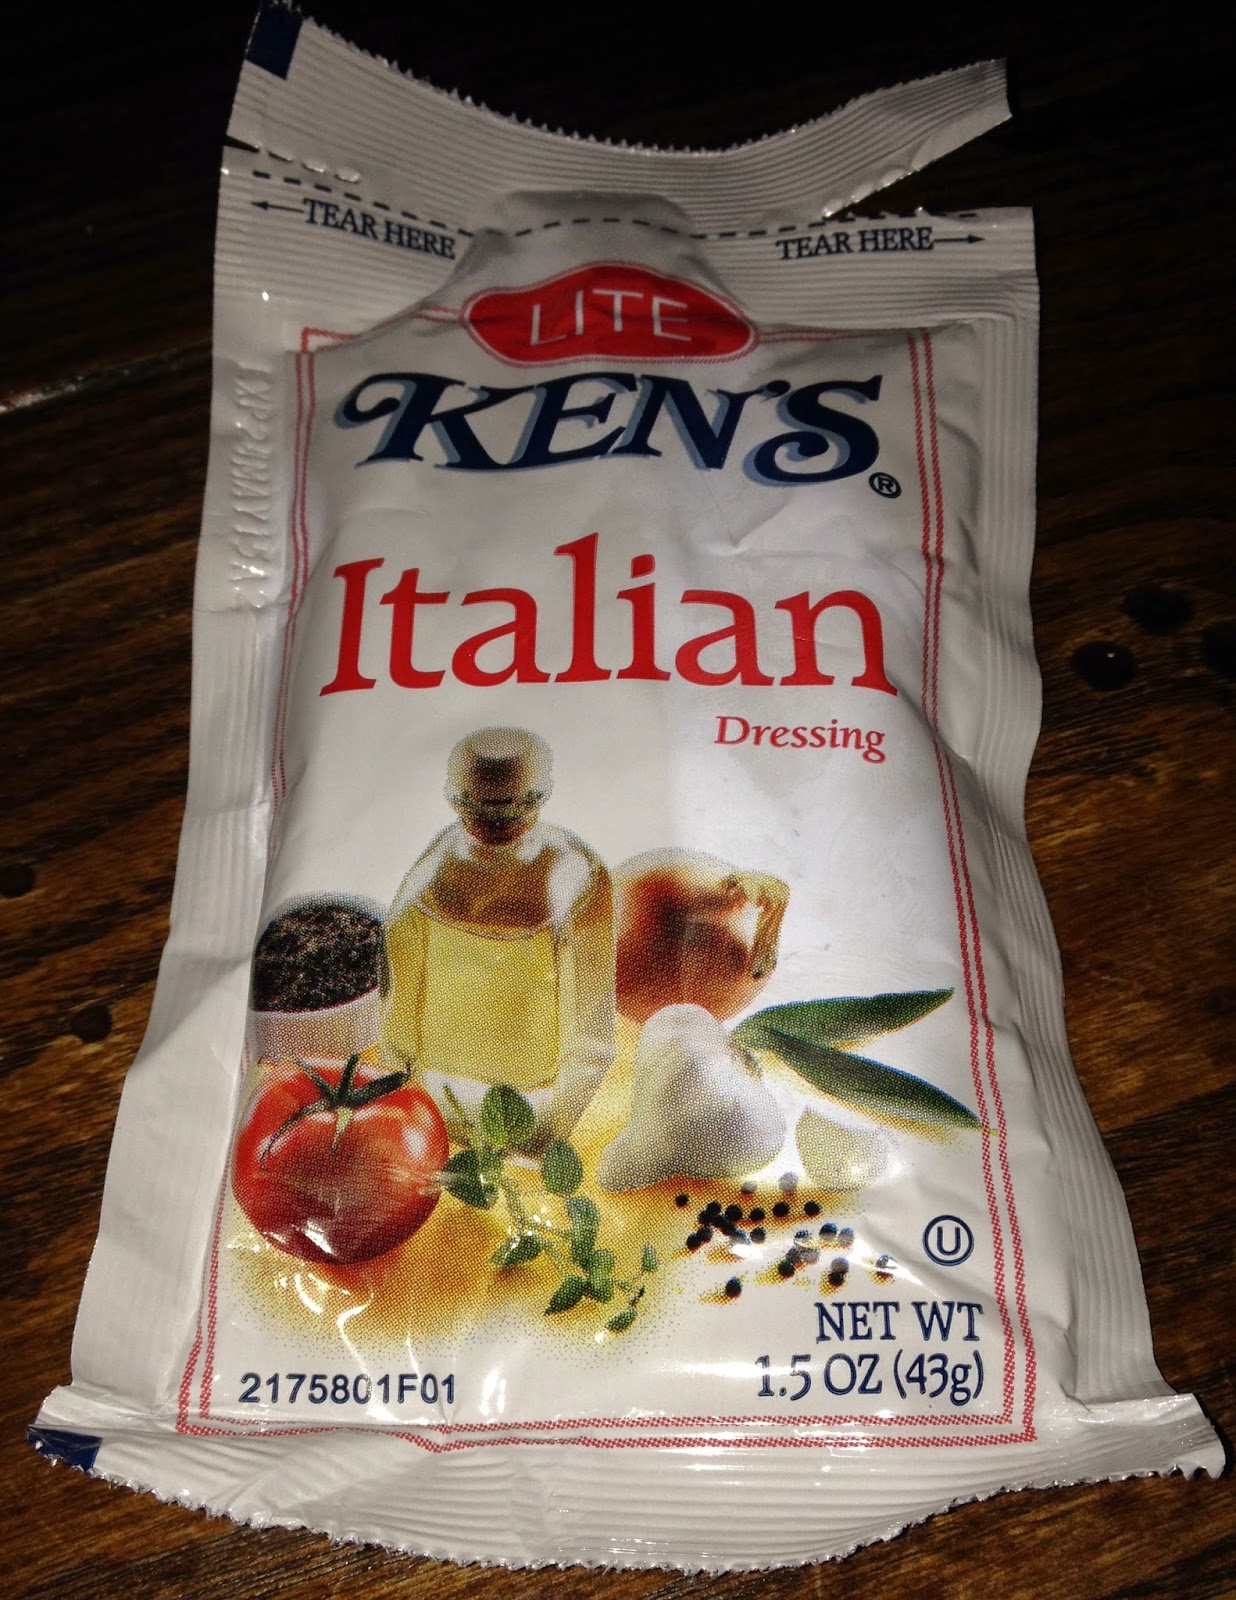 TEAR HERE
TEAR HERE
LITE
KEN'S®
Italian
Dressing
U
NET WT
1.5 OZ (43g)
2175801F01